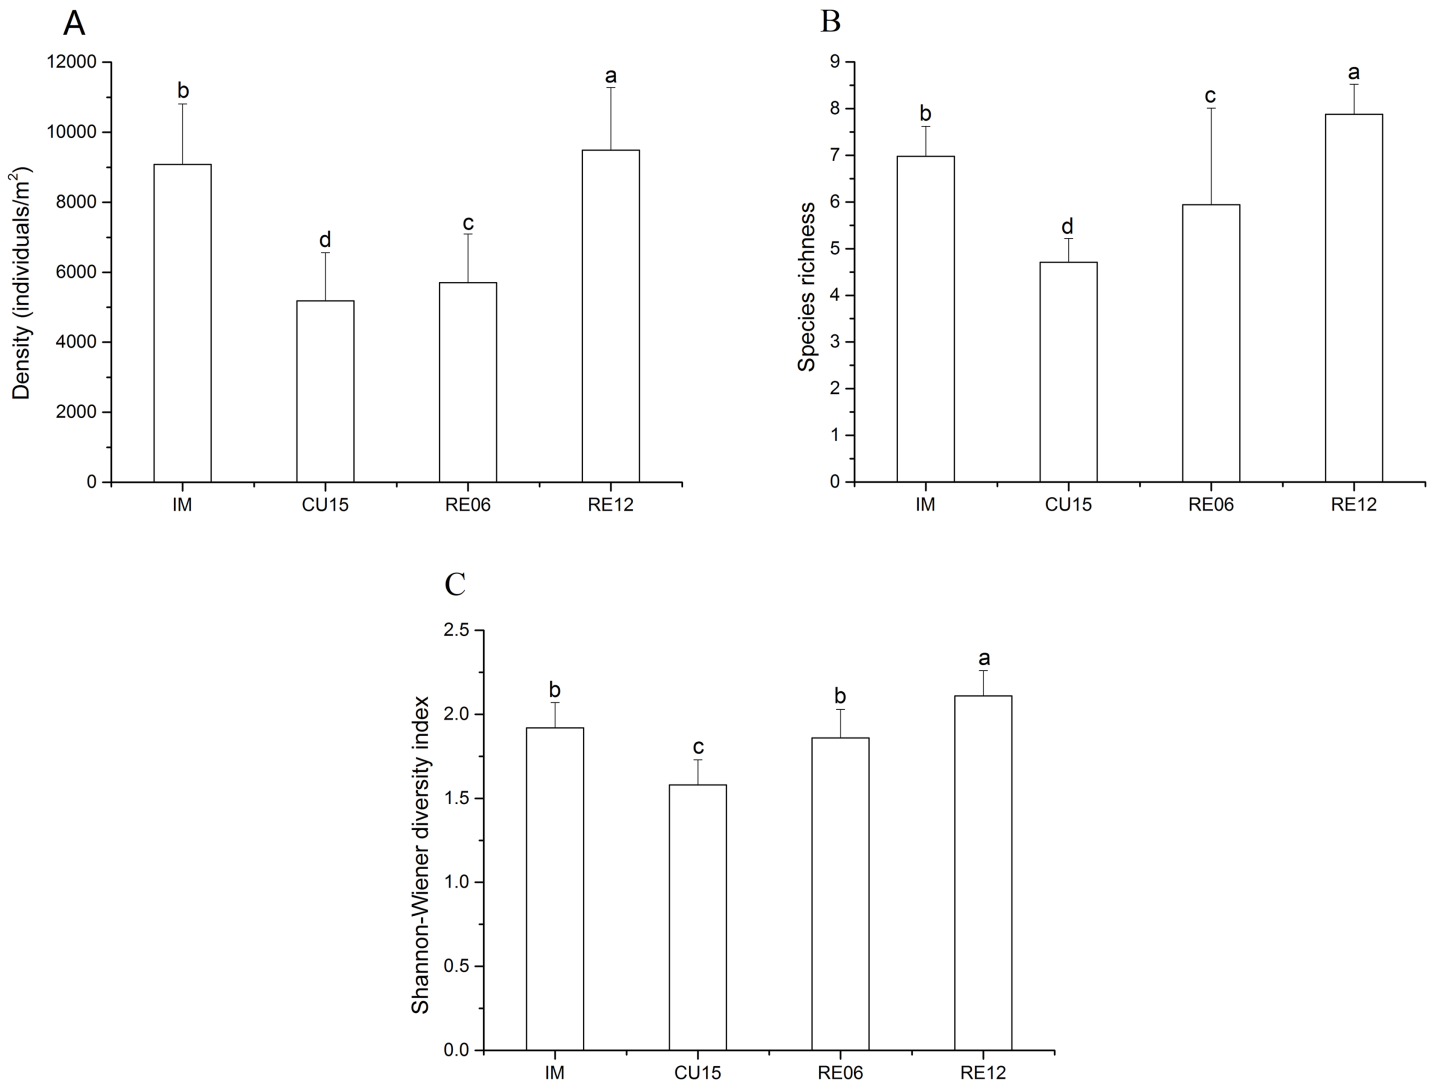 A
12000
10000
8000
6000
4000
2000
0
Density (individuals/m²)
b
d
c
a
IM CU15 RE06 RE12
B
9
8
7
6
5
4
3
2
1
0
Species richness
b
d
c
a
IM CU15 RE06 RE12
C
2.5
2.0
1.5
1.0
0.5
0.0
Shannon-Wiener diversity index
b
c
b
a
IM CU15 RE06 RE12